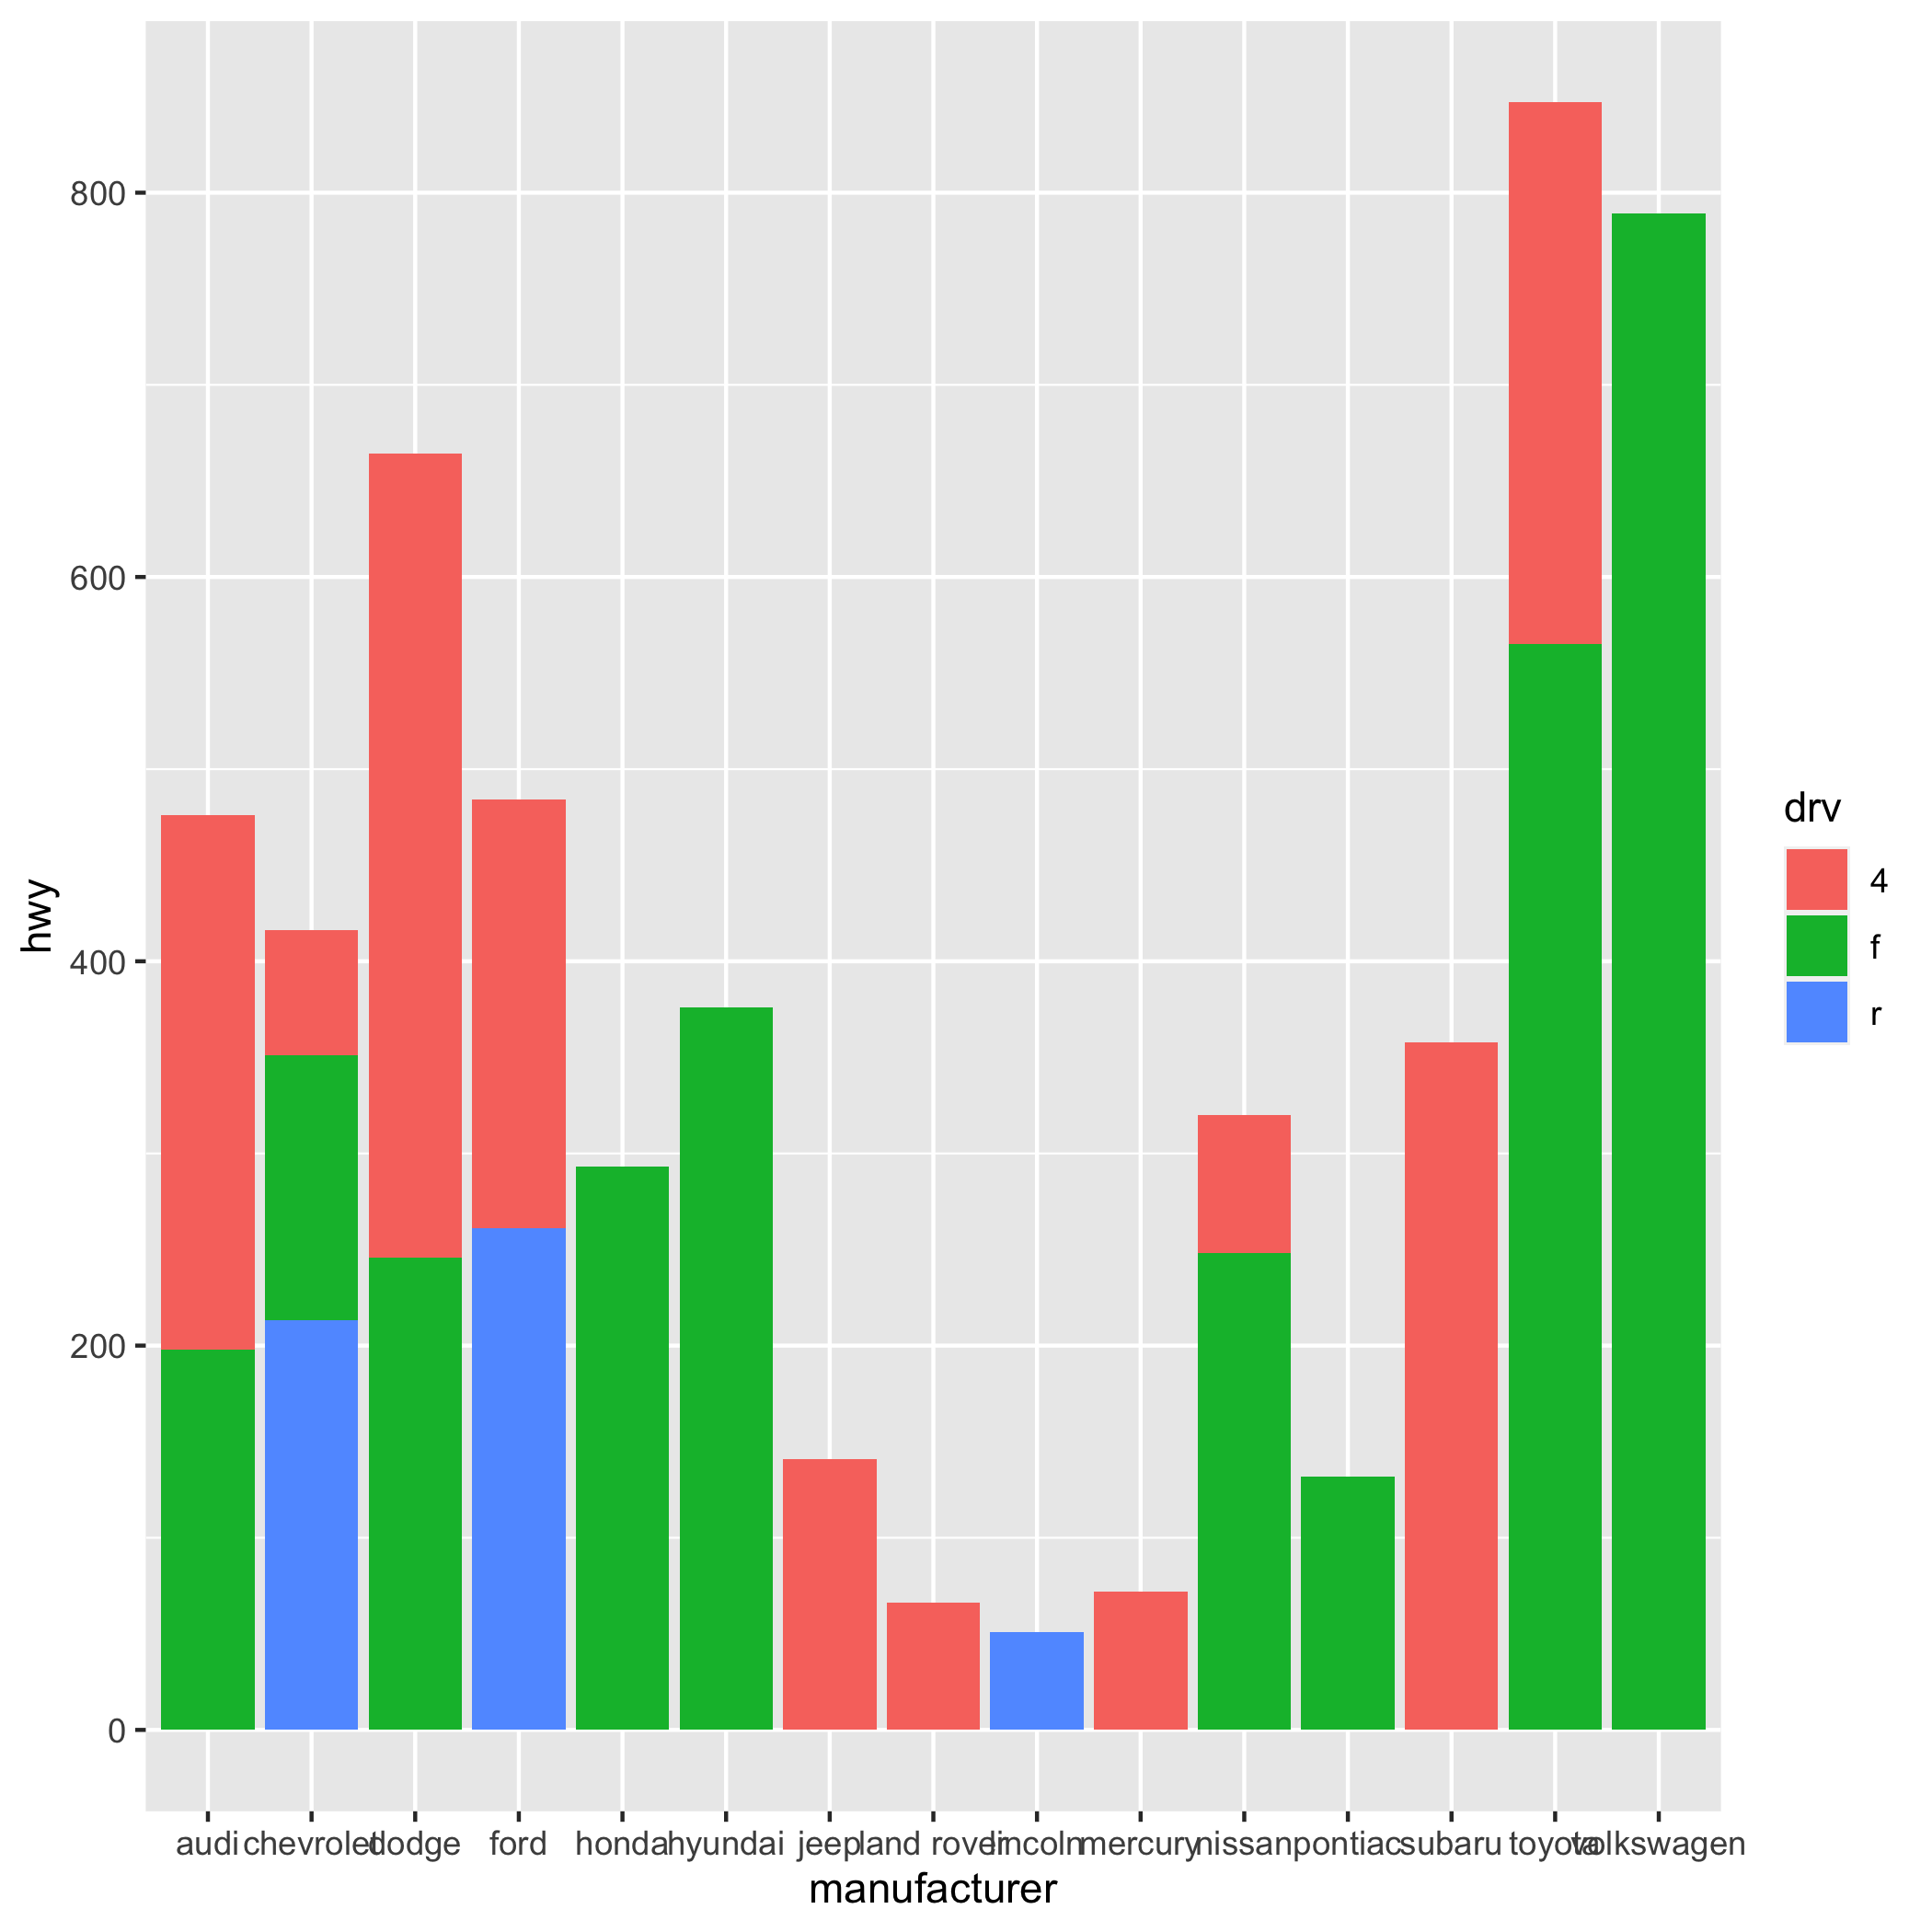 800
600
400
200
0
hwy
audi chevrolet dodge ford honda hyundai jeep land rover lincoln mercury nissan pontiac subaru toyota volkswagen
manufacturer
drv
4
f
r